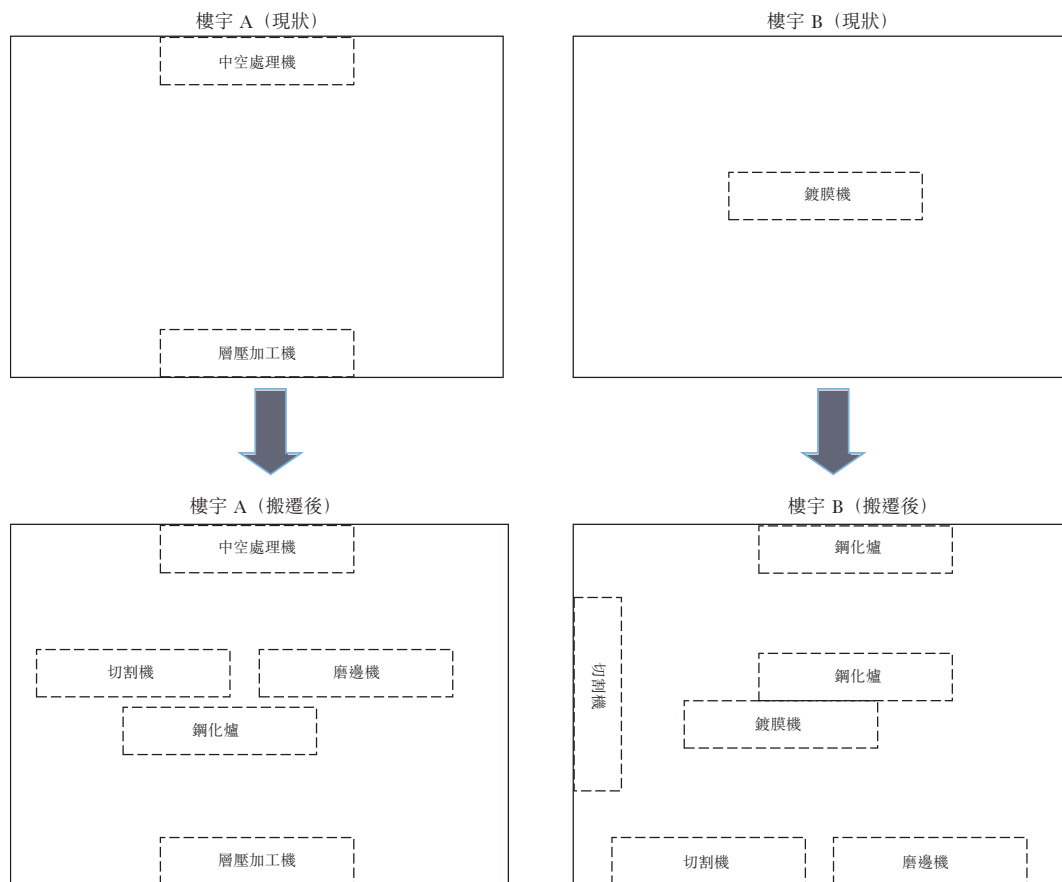 樓宇 A（現狀）
中空處理機
層壓加工機
樓宇 B（現狀）
鍍膜機
樓宇 A（搬遷後）
中空處理機
切割機
磨邊機
鋼化爐
層壓加工機
樓宇 B（搬遷後）
鋼化爐
切割機
鋼化爐
鍍膜機
切割機
磨邊機